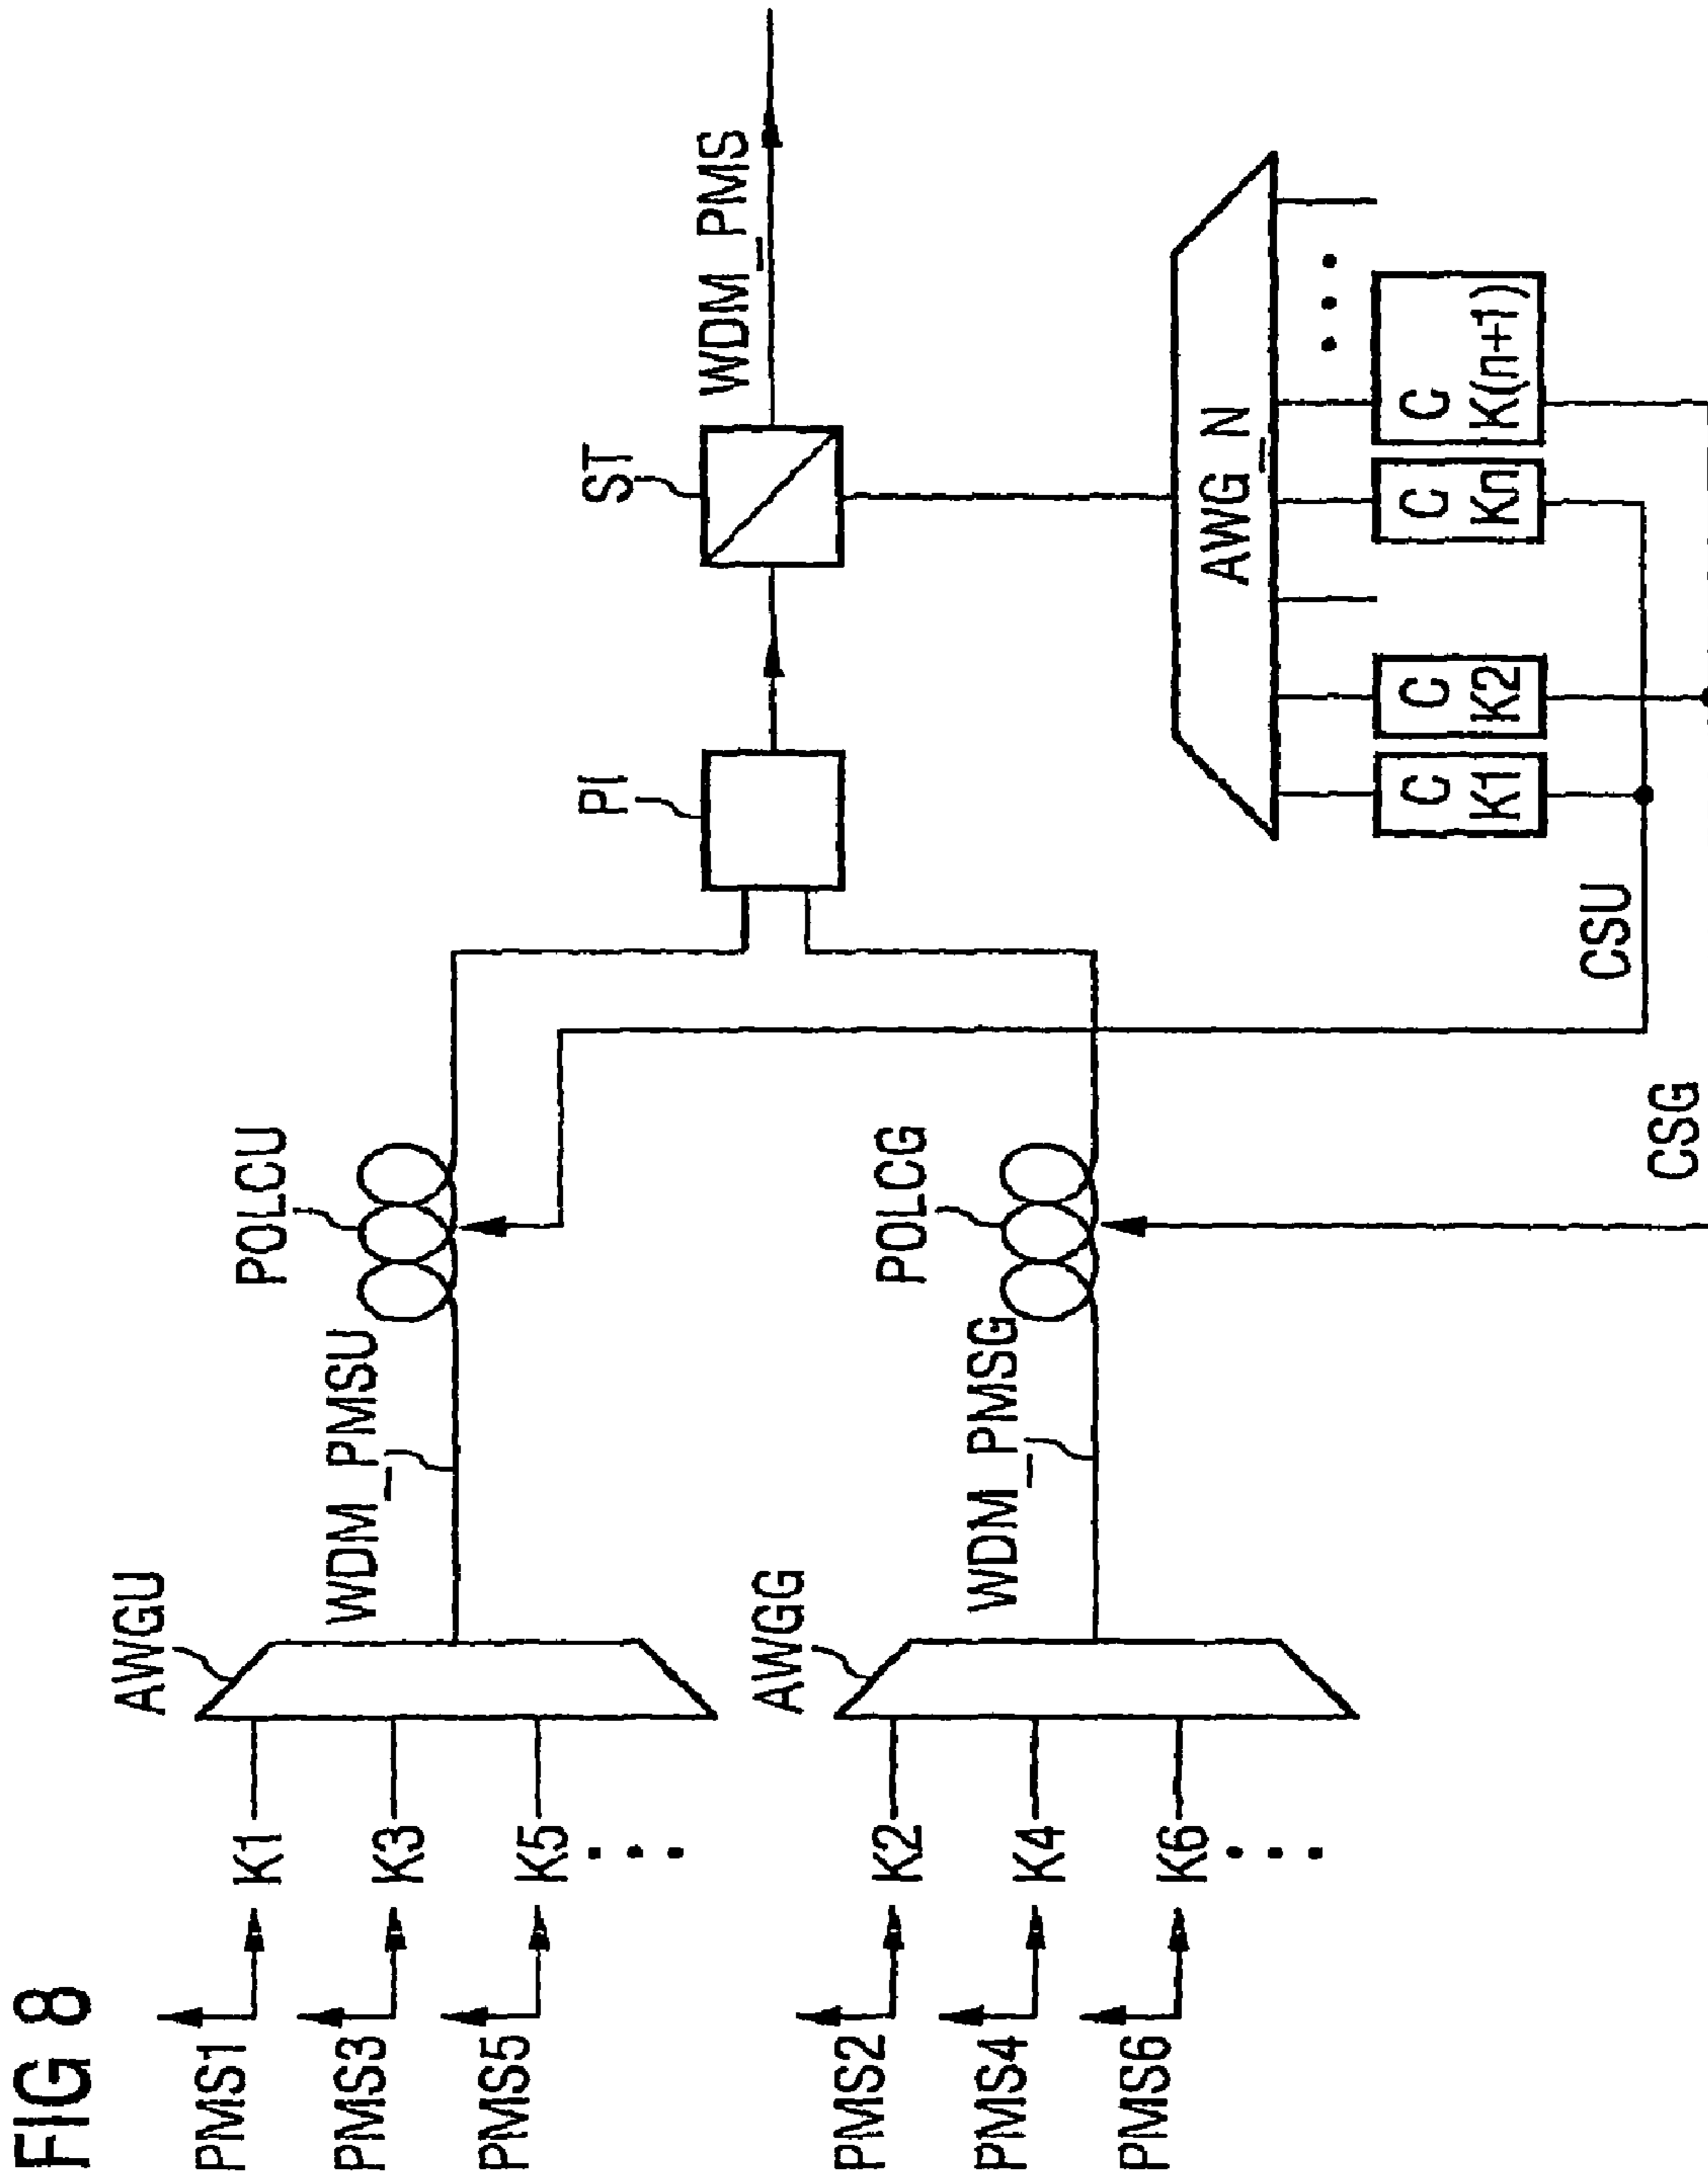 FIG 8
PMS1
K1
PMS3
K3
PMS5
K5
AWGU
WDM_PMSU
POLCU
PMS2
K2
PMS4
K4
PMS6
K6
AWGG
WDM_PMSG
POLCG
PI
ST
WDM_PMS
AWG_N
C
K1
C
K2
C
Kn
C
K(n+1)
CSU
CSG